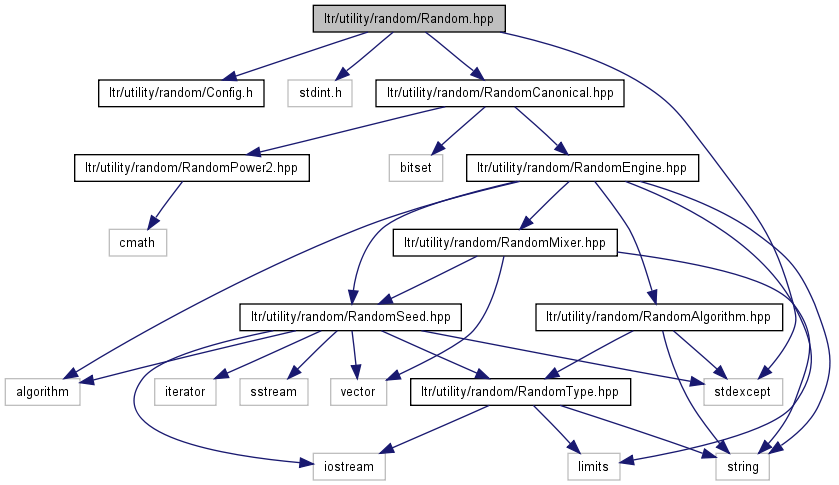 ltr/utility/random/Random.hpp
ltr/utility/random/Config.h
stdint.h
ltr/utility/random/RandomCanonical.hpp
ltr/utility/random/RandomPower2.hpp
bitset
ltr/utility/random/RandomEngine.hpp
cmath
ltr/utility/random/RandomMixer.hpp
ltr/utility/random/RandomSeed.hpp
ltr/utility/random/RandomAlgorithm.hpp
algorithm
iterator
sstream
vector
ltr/utility/random/RandomType.hpp
stdexcept
iostream
limits
string